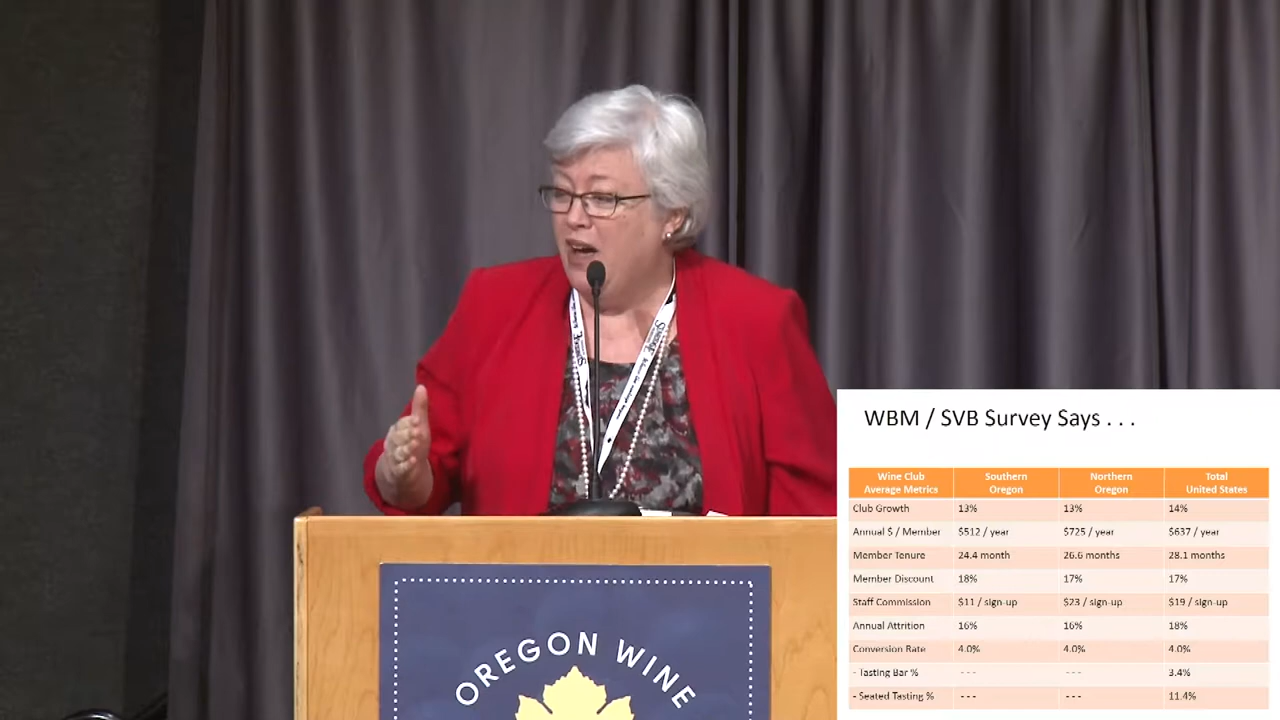 WBM / SVB Survey Says . . .
Wine Club Average Metrics Southern Oregon Northern Oregon Total United States
Club Growth 13% 13% 14%
Annual $ / Member $512 / year $725 / year $637 / year
Member Tenure 24.4 month 26.6 months 28.1 months
Member Discount 18% 17% 17%
Staff Commission $11 / sign-up $23 / sign-up $19 / sign-up
Annual Attrition 16% 16% 18%
Conversion Rate 4.0% 4.0% 4.0%
- Tasting Bar % --- --- 3.4%
- Seated Tasting % --- --- 11.4%
OREGON WINE